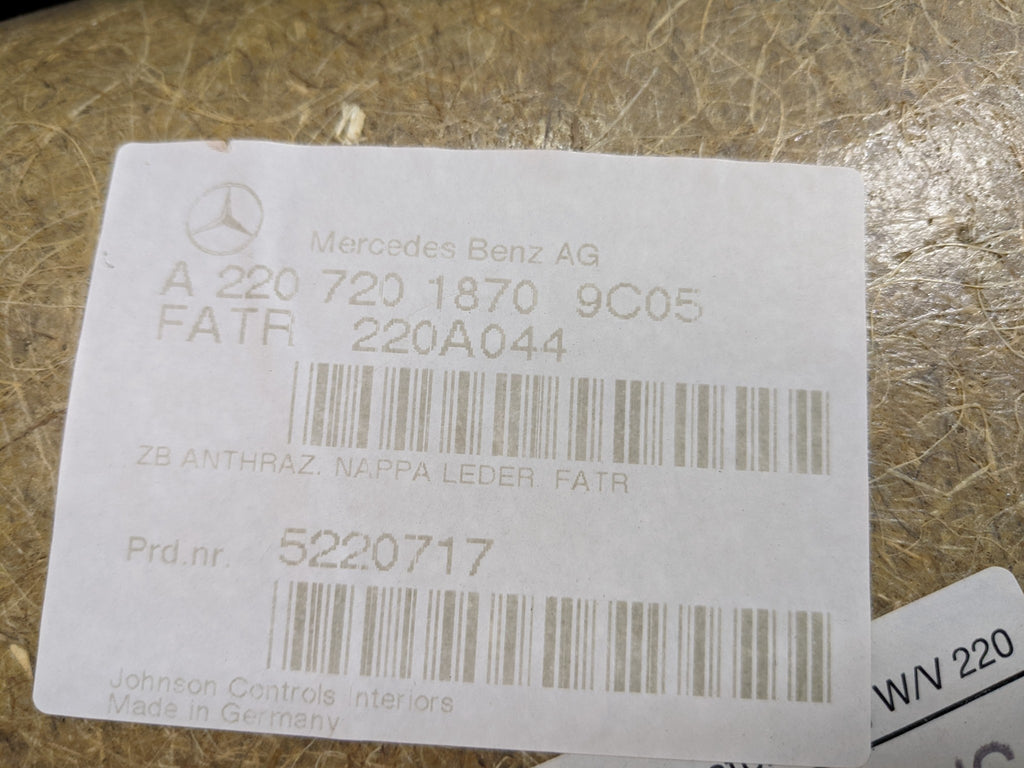 Mercedes Benz AG
A 220 720 1870 9C05
FATR 220A044
ZB ANTHRAZ. NAPPA LEDER FATR
Prd.nr. 5220717
Johnson Controls Interiors
Made in Germany
W/V 220